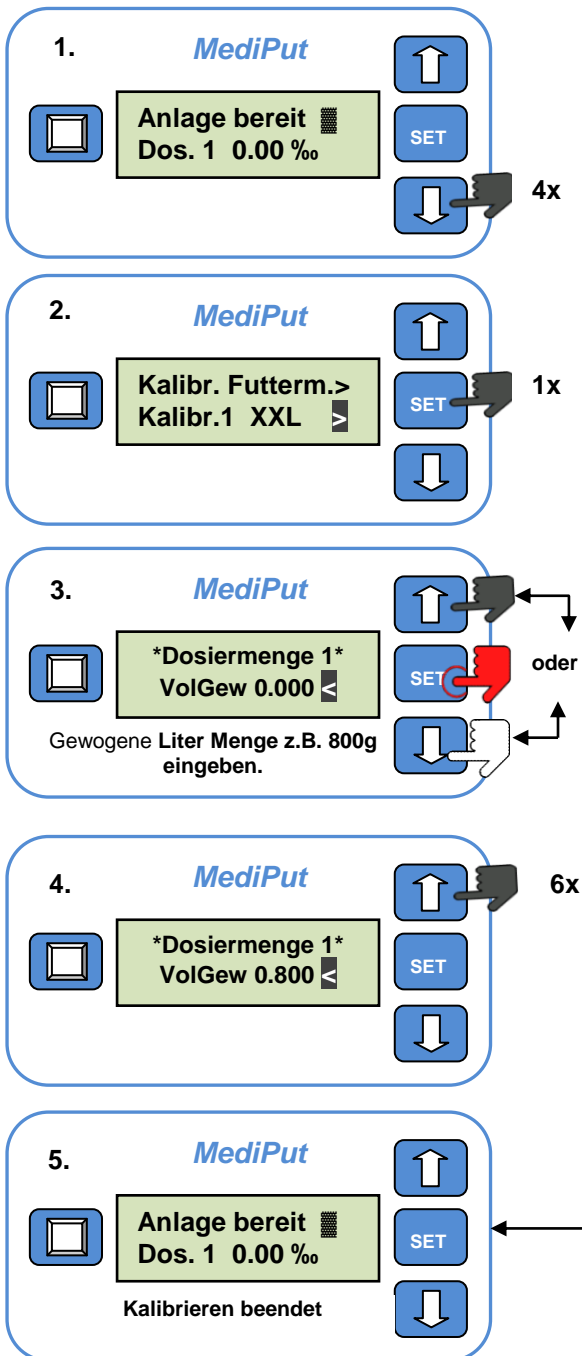 1.
MediPut
Anlage bereit ▓
Dos. 1 0.00 ‰
SET
4x
2.
MediPut
Kalibr. Futterm.>
Kalibr.1 XXL >
SET
1x
3.
MediPut
*Dosiermenge 1*
VolGew 0.000 <
SET
oder
Gewogene Liter Menge z.B. 800g
eingeben.
4.
MediPut
6x
*Dosiermenge 1*
VolGew 0.800 <
SET
5.
MediPut
Anlage bereit ▓
Dos. 1 0.00 ‰
SET
Kalibrieren beendet